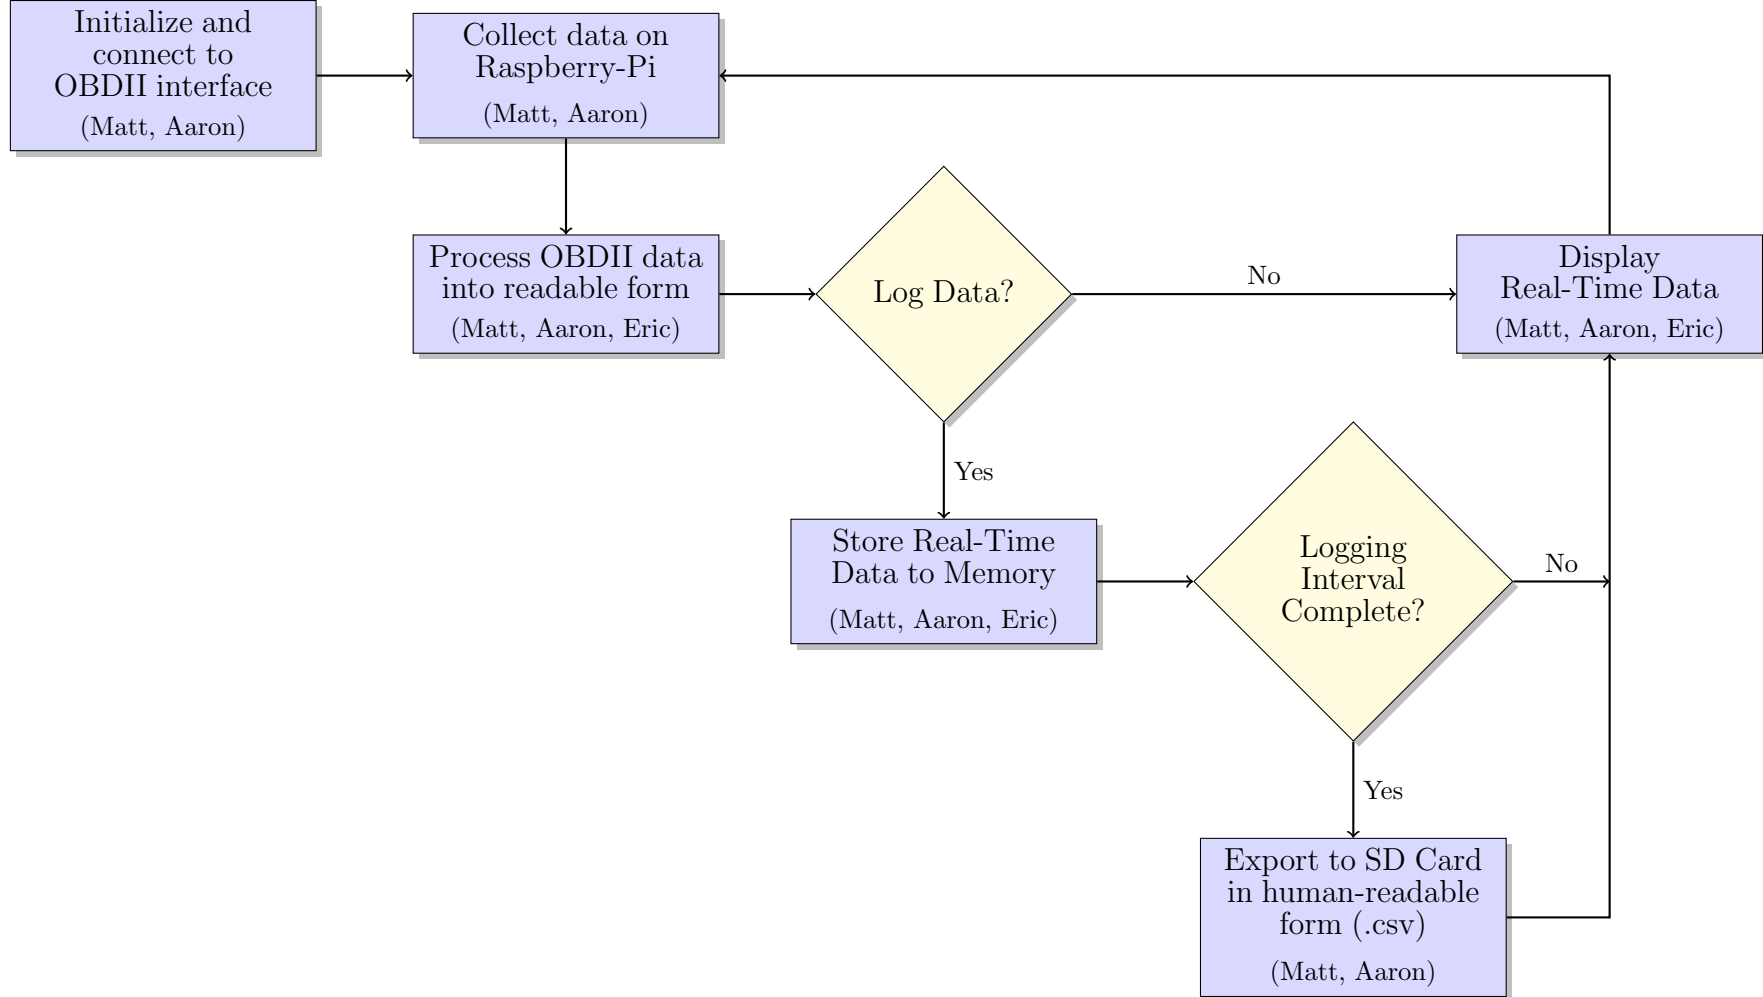 Initialize and
connect to
OBDII interface
(Matt, Aaron)
Collect data on
Raspberry-Pi
(Matt, Aaron)
Process OBDII data
into readable form
(Matt, Aaron, Eric)
Log Data?
No
Display
Real-Time Data
(Matt, Aaron, Eric)
Yes
Store Real-Time
Data to Memory
(Matt, Aaron, Eric)
Logging
Interval
Complete?
No
Yes
Export to SD Card
in human-readable
form (.csv)
(Matt, Aaron)